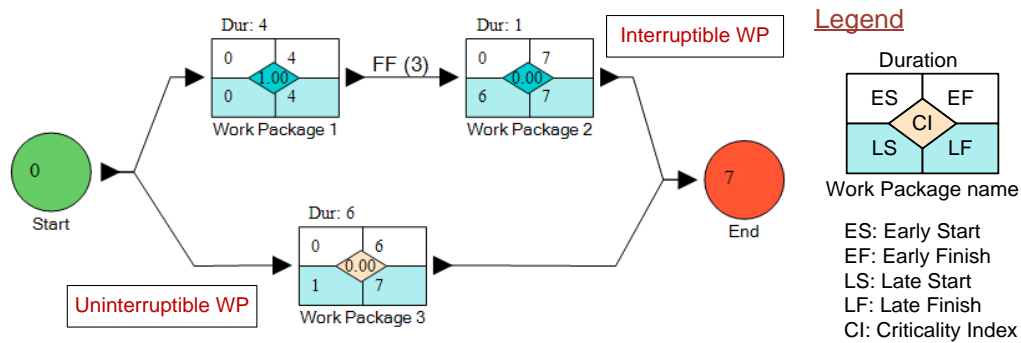 Dur: 4
0 4
1.00
0 4
Work Package 1
FF (3)
Dur: 1
0 7
0.00
6 7
Work Package 2
Interruptible WP
0
Start
7
End
Dur: 6
0 6
0.00
1 7
Work Package 3
Uninterruptible WP
Legend
Duration
ES EF
CI
LS LF
Work Package name
ES: Early Start
EF: Early Finish
LS: Late Start
LF: Late Finish
CI: Criticality Index